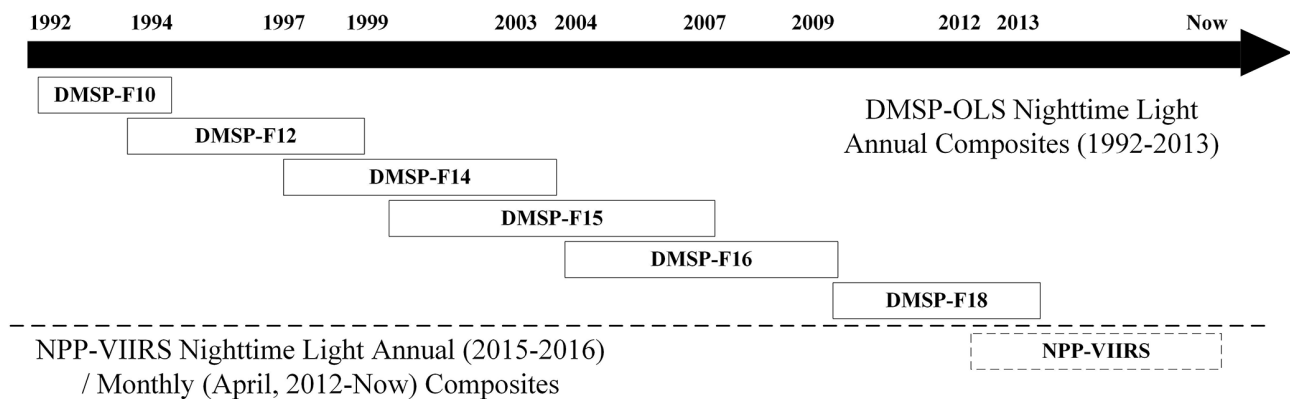 1992 1994 1997 1999 2003 2004 2007 2009 2012 2013 Now
DMSP-F10
DMSP-OLS Nighttime Light
Annual Composites (1992-2013)
DMSP-F12
DMSP-F14
DMSP-F15
DMSP-F16
DMSP-F18
NPP-VIIRS Nighttime Light Annual (2015-2016)
/ Monthly (April, 2012-Now) Composites
NPP-VIIRS